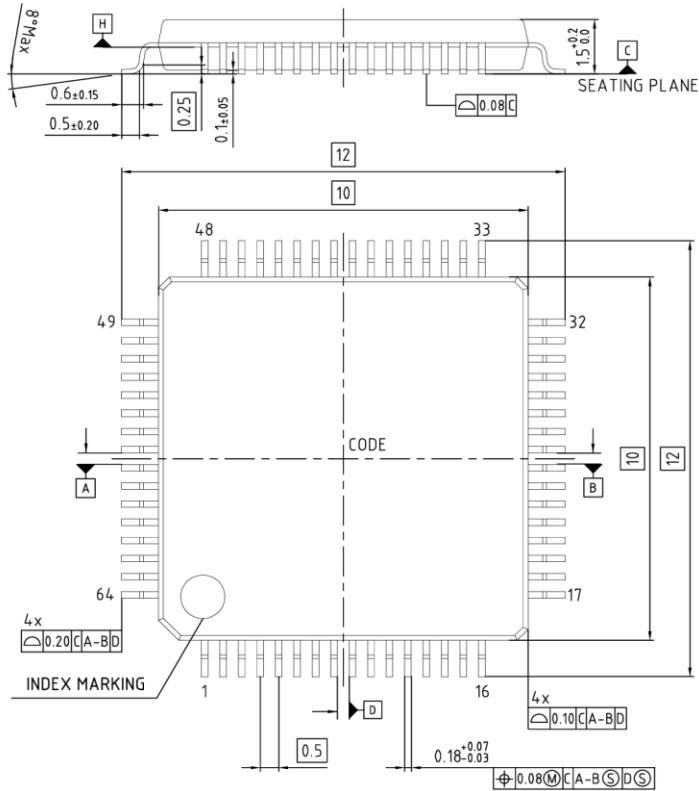 8°Max
H
1.5+0.2 0.0
C
SEATING PLANE
0.6±0.15
0.5±0.20
0.25
0.1±0.05
⌓ 0.08 C
12
10
48 33
49 32
CODE
A
B
10
12
64 17
4x
⌓ 0.20 C A-B D
INDEX MARKING
1 16
D
4x
⌓ 0.10 C A-B D
0.5
0.18+0.07 -0.03
⌖ 0.08 Ⓜ C A-B Ⓢ D Ⓢ